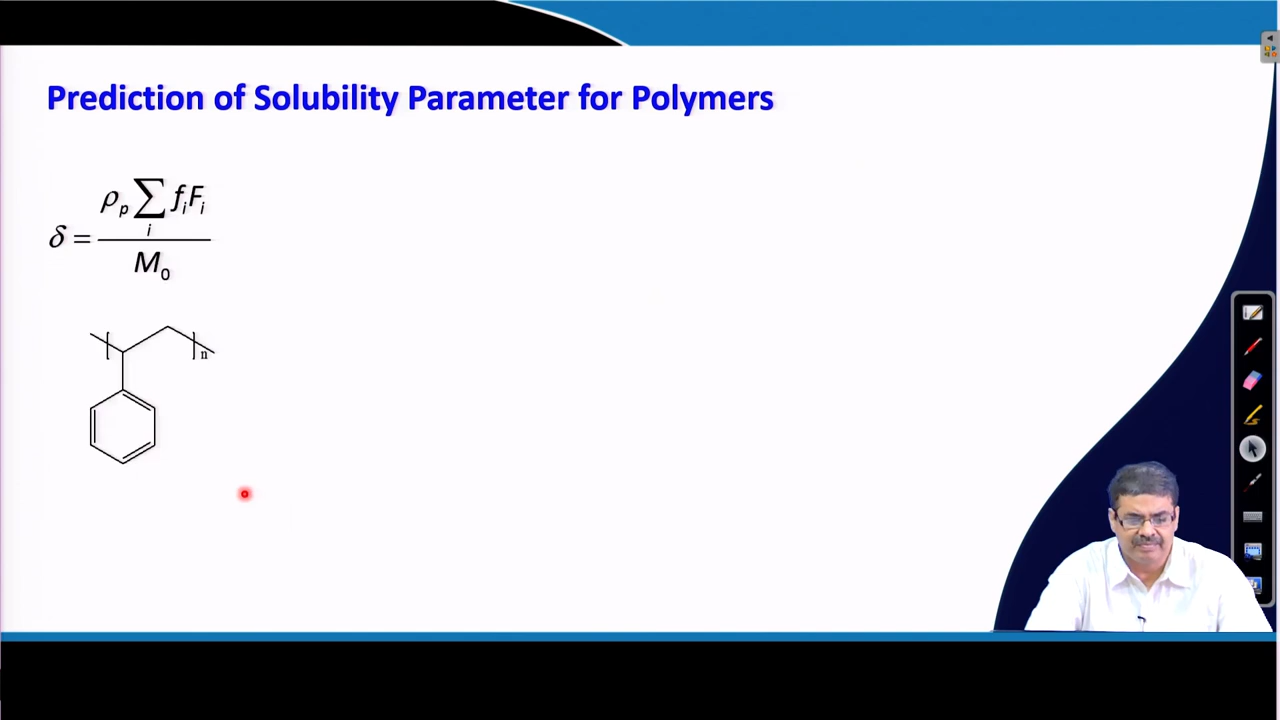 Prediction of Solubility Parameter for Polymers
δ = ρₚ ∑ᵢ fᵢFᵢ / M₀
n